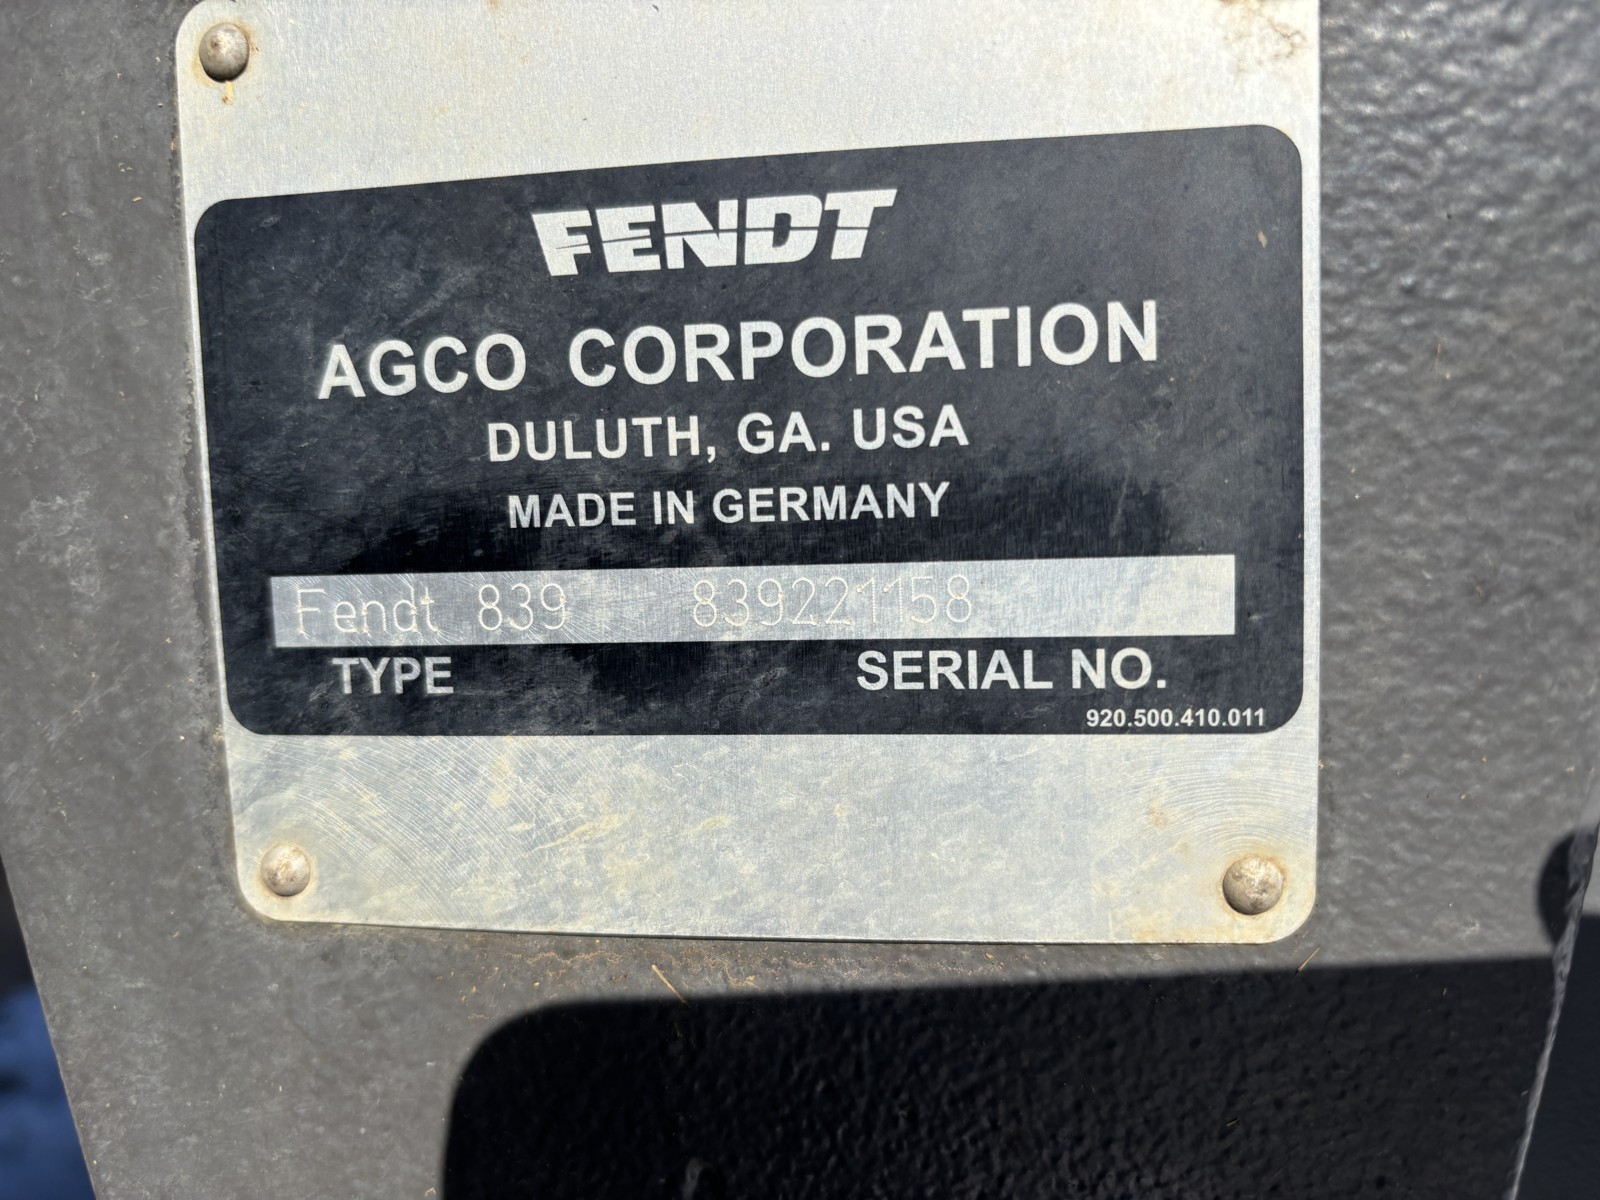 FENDT
AGCO CORPORATION
DULUTH, GA. USA
MADE IN GERMANY
Fendt 839 839221158
TYPE SERIAL NO.
920.500.410.011